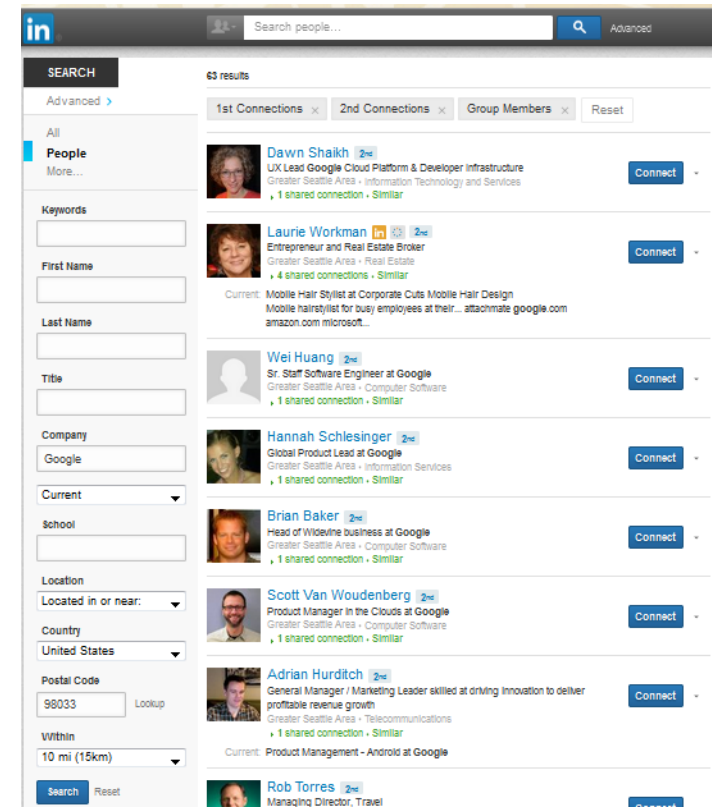 in
Search people...
Advanced
SEARCH
Advanced >
All
People
More...
Keywords
First Name
Last Name
Title
Company
Google
Current
School
Location
Located in or near:
Country
United States
Postal Code
98033 Lookup
Within
10 mi (15km)
Search Reset
63 results
1st Connections × 2nd Connections × Group Members × Reset
Dawn Shaikh 2nd
UX Lead Google Cloud Platform & Developer Infrastructure
Greater Seattle Area • Information Technology and Services
1 shared connection • Similar
Connect
Laurie Workman in 2nd
Entrepreneur and Real Estate Broker
Greater Seattle Area • Real Estate
4 shared connections • Similar
Connect
Current: Mobile Hair Stylist at Corporate Cuts Mobile Hair Design
Mobile hairstylist for busy employees at their... attachmate google.com
amazon.com microsoft...
Wei Huang 2nd
Sr. Staff Software Engineer at Google
Greater Seattle Area • Computer Software
1 shared connection • Similar
Connect
Hannah Schlesinger 2nd
Global Product Lead at Google
Greater Seattle Area • Information Services
1 shared connection • Similar
Connect
Brian Baker 2nd
Head of Widevine business at Google
Greater Seattle Area • Computer Software
1 shared connection • Similar
Connect
Scott Van Woudenberg 2nd
Product Manager in the Clouds at Google
Greater Seattle Area • Computer Software
1 shared connection • Similar
Connect
Adrian Hurditch 2nd
General Manager / Marketing Leader skilled at driving innovation to deliver
profitable revenue growth
Greater Seattle Area • Telecommunications
1 shared connection • Similar
Connect
Current: Product Management - Android at Google
Rob Torres 2nd
Managing Director, Travel
Connect